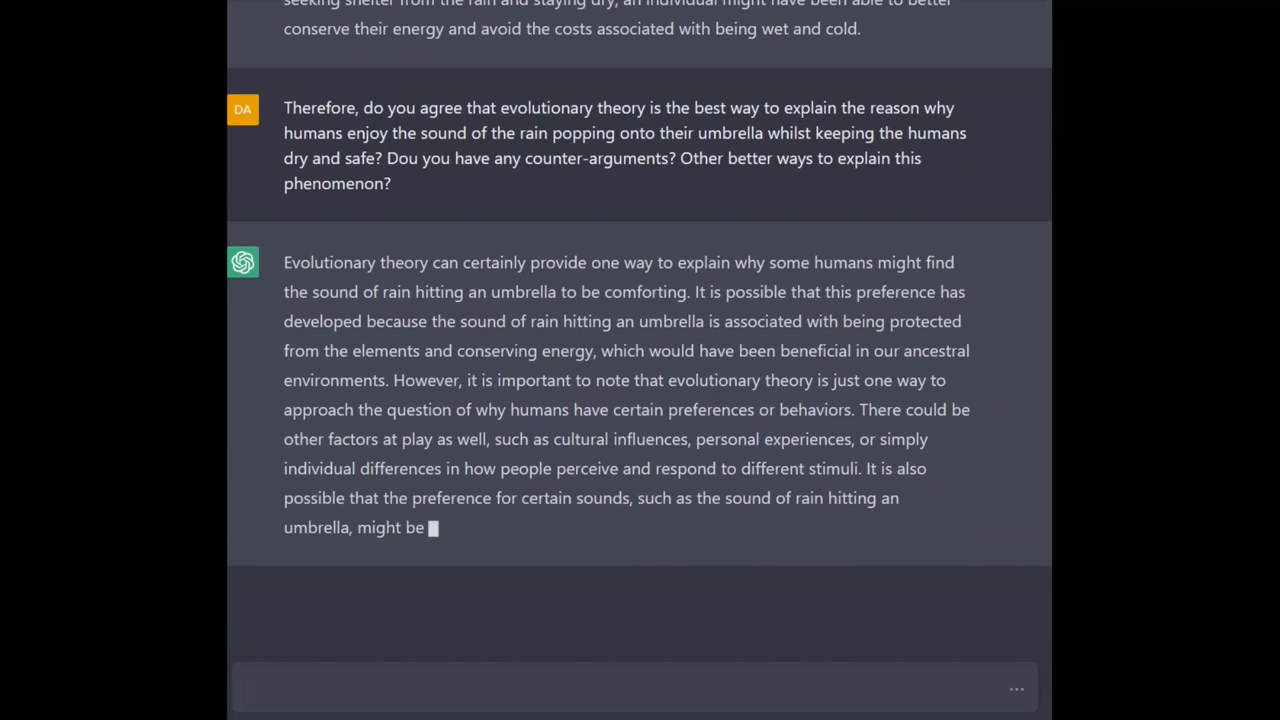 seeking shelter from the rain and staying dry, an individual might have been able to better
conserve their energy and avoid the costs associated with being wet and cold.
DA
Therefore, do you agree that evolutionary theory is the best way to explain the reason why
humans enjoy the sound of the rain popping onto their umbrella whilst keeping the humans
dry and safe? Dou you have any counter-arguments? Other better ways to explain this
phenomenon?
Evolutionary theory can certainly provide one way to explain why some humans might find
the sound of rain hitting an umbrella to be comforting. It is possible that this preference has
developed because the sound of rain hitting an umbrella is associated with being protected
from the elements and conserving energy, which would have been beneficial in our ancestral
environments. However, it is important to note that evolutionary theory is just one way to
approach the question of why humans have certain preferences or behaviors. There could be
other factors at play as well, such as cultural influences, personal experiences, or simply
individual differences in how people perceive and respond to different stimuli. It is also
possible that the preference for certain sounds, such as the sound of rain hitting an
umbrella, might be